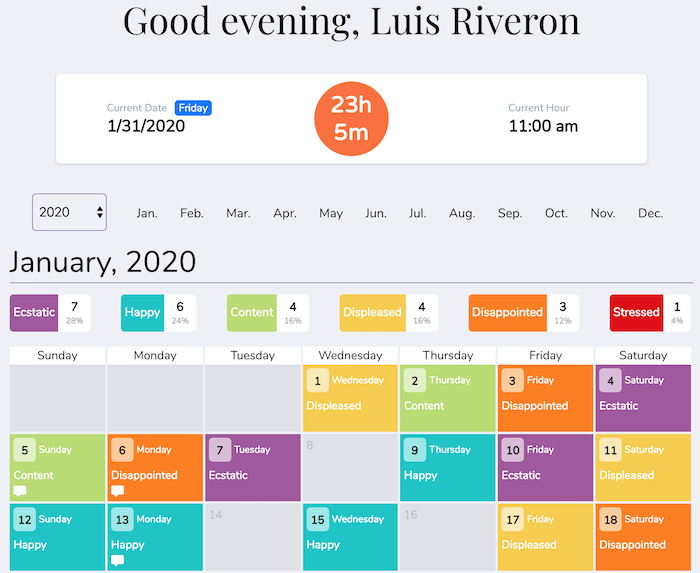 Good evening, Luis Riveron
Current Date Friday
1/31/2020
23h
5m
Current Hour
11:00 am
2020 Jan. Feb. Mar. Apr. May Jun. Jul. Aug. Sep. Oct. Nov. Dec.
January, 2020
Ecstatic 7 28%
Happy 6 24%
Content 4 16%
Displeased 4 16%
Disappointed 3 12%
Stressed 1 4%
Sunday Monday Tuesday Wednesday Thursday Friday Saturday
1 Wednesday
Displeased
2 Thursday
Content
3 Friday
Disappointed
4 Saturday
Ecstatic
5 Sunday
Content
6 Monday
Disappointed
7 Tuesday
Ecstatic
8
9 Thursday
Happy
10 Friday
Ecstatic
11 Saturday
Displeased
12 Sunday
Happy
13 Monday
Happy
14
15 Wednesday
Happy
16
17 Friday
Displeased
18 Saturday
Disappointed